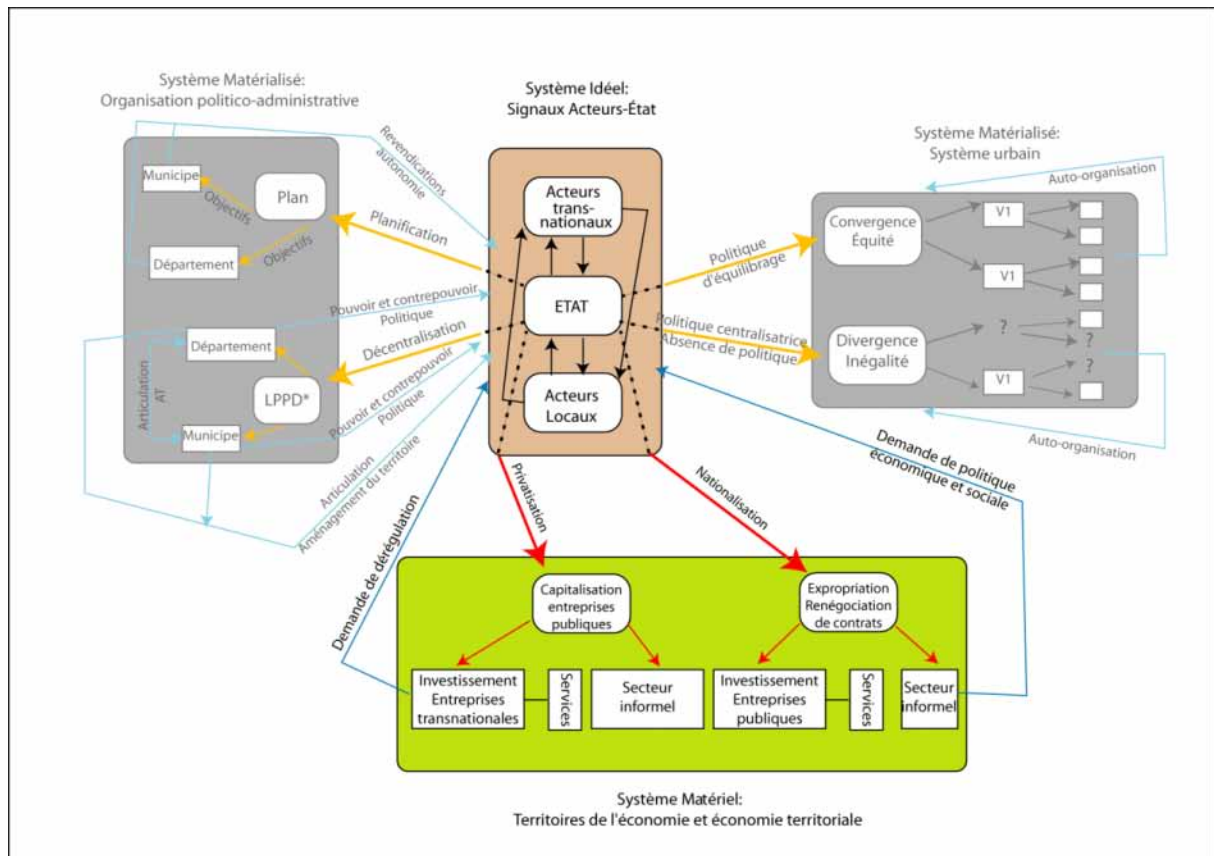 Système Matérialisé:
Organisation politico-administrative
Municipe
Objectifs
Plan
Objectifs
Département
Département
Articulation
AT
LPPD*
Municipe
Revendications
autonomie
Planification
Pouvoir et contrepouvoir
Politique
Décentralisation
Pouvoir et contrepouvoir
Politique
Articulation
Aménagement du territoire
Système Idéel:
Signaux Acteurs-État
Acteurs
trans-
nationaux
ETAT
Acteurs
Locaux
Politique
d'équilibrage
Politique centralisatrice
Absence de politique
Système Matérialisé:
Système urbain
Auto-organisation
Convergence
Équité
V1
V1
Divergence
Inégalité
?
?
?
V1
Auto-organisation
Demande de dérégulation
Privatisation
Nationalisation
Demande de politique
économique et sociale
Capitalisation
entreprises
publiques
Expropriation
Renégociation
de contrats
Investissement
Entreprises
transnationales
Services
Secteur
informel
Investissement
Entreprises
publiques
Services
Secteur
informel
Système Matériel:
Territoires de l'économie et économie territoriale